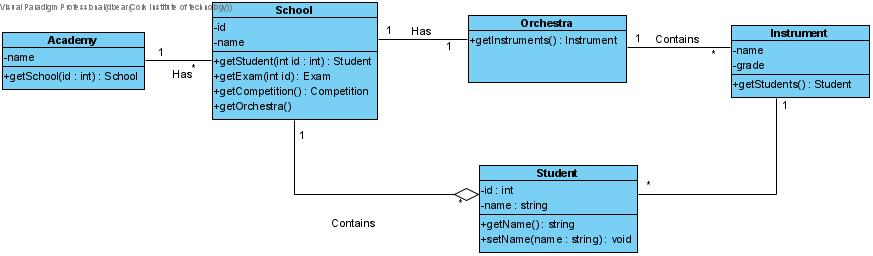 Visual Paradigm Professional(dbear(Cork Institute of technology))
Academy
-name
+getSchool(id : int) : School
1
Has
*
School
-id
-name
+getStudent(int id : int) : Student
+getExam(int id) : Exam
+getCompetition() : Competition
+getOrchestra()
1
Has
1
Orchestra
+getInstruments() : Instrument
1
Contains
*
Instrument
-name
-grade
+getStudents() : Student
1
*
1
Contains
*
Student
-id : int
-name : string
+getName() : string
+setName(name : string) : void